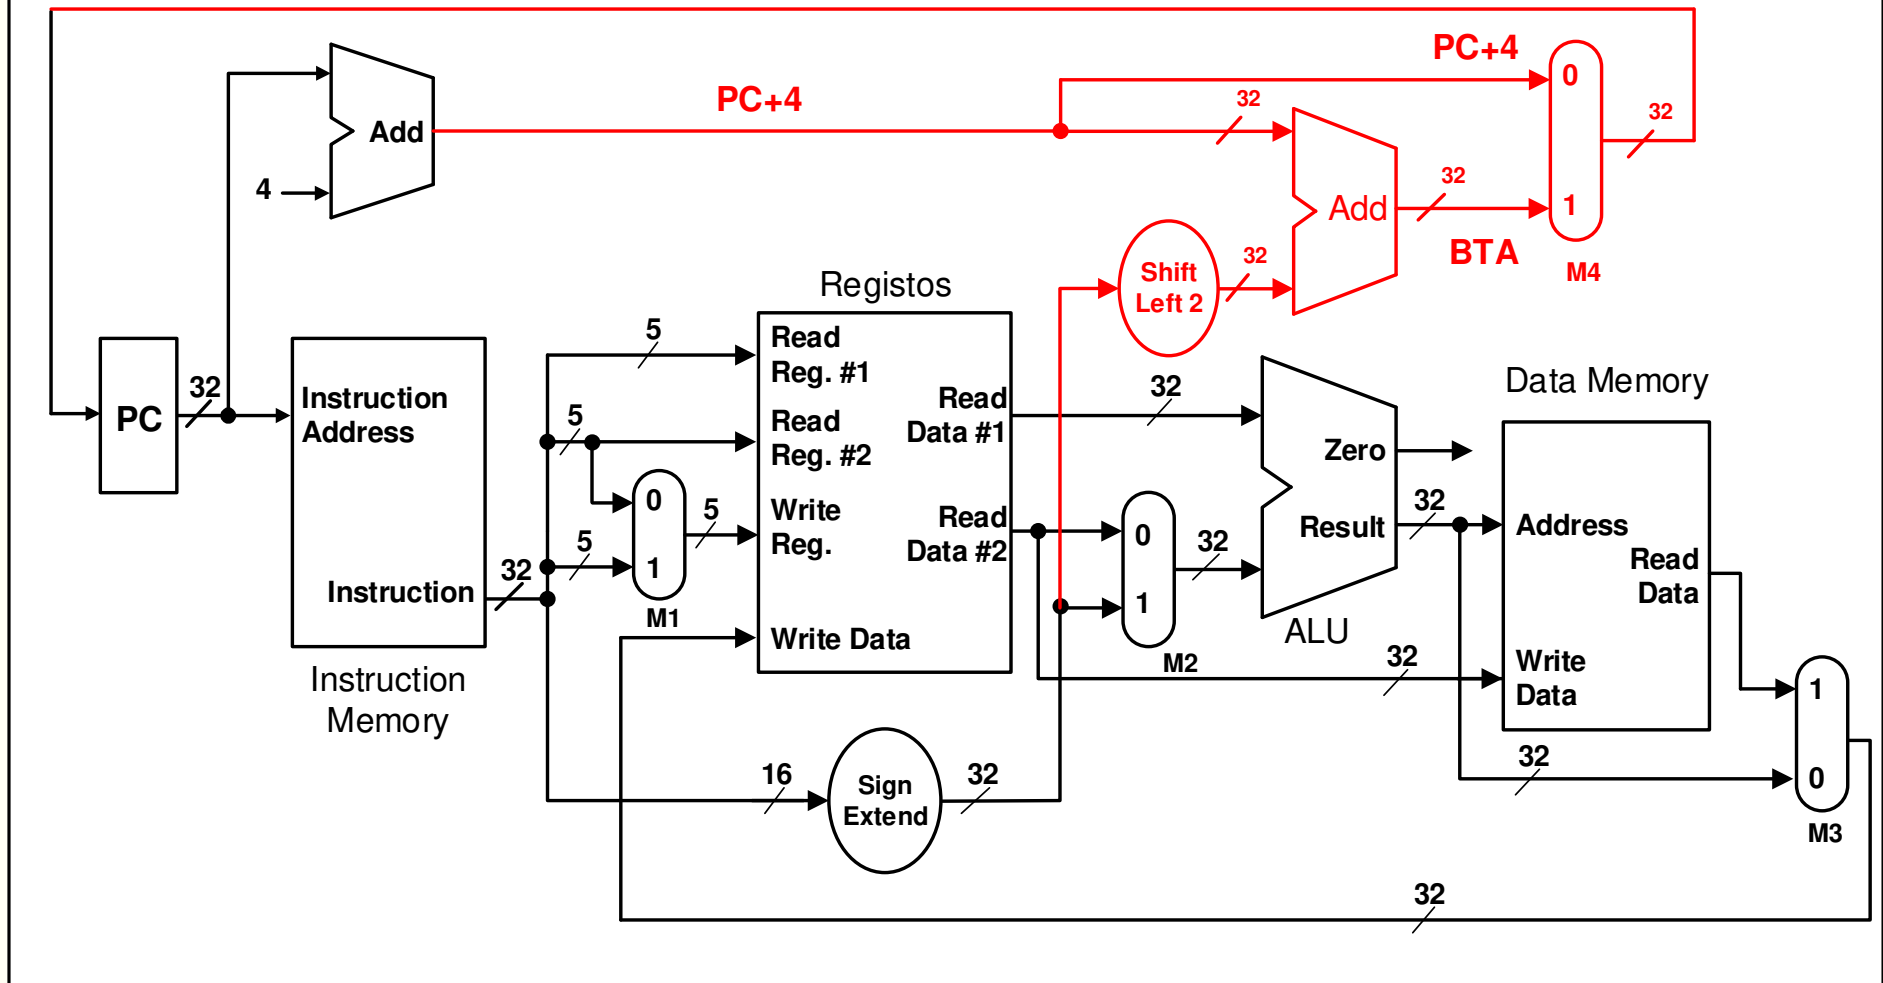 PC+4
PC+4
32
32
0
Add
4
32
Add
1
BTA
M4
32
Shift
Left 2
32
Registos
PC
32
Instruction
Address
Instruction
32
Instruction
Memory
5
5
5
0
1
M1
5
Read
Reg. #1
Read
Reg. #2
Write
Reg.
Write Data
Read
Data #1
Read
Data #2
32
0
1
M2
32
Zero
Result
ALU
32
Data Memory
Address
Read
Data
Write
Data
32
32
1
0
M3
16
Sign
Extend
32
32